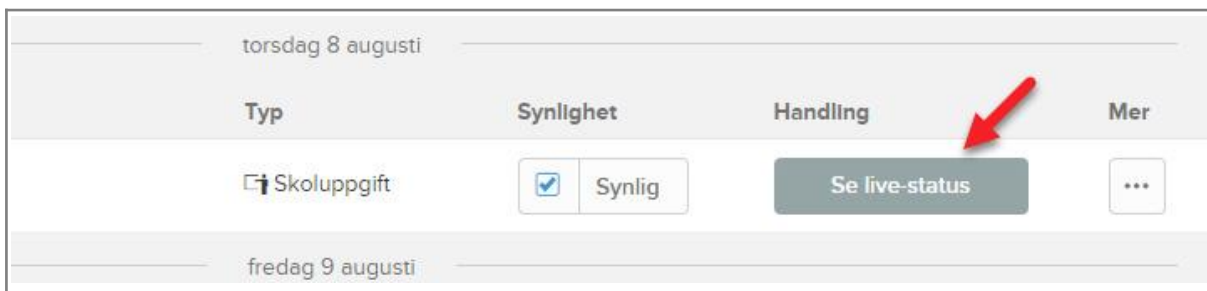 torsdag 8 augusti
Typ Synlighet Handling Mer
Skoluppgift Synlig Se live-status ...
fredag 9 augusti